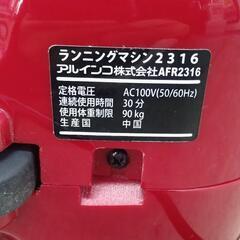 ランニングマシン2316
アルインコ株式会社AFR2316
定格電圧 AC100V(50/60Hz)
連続使用時間 30分
使用体重制限 90kg
生産国 中国